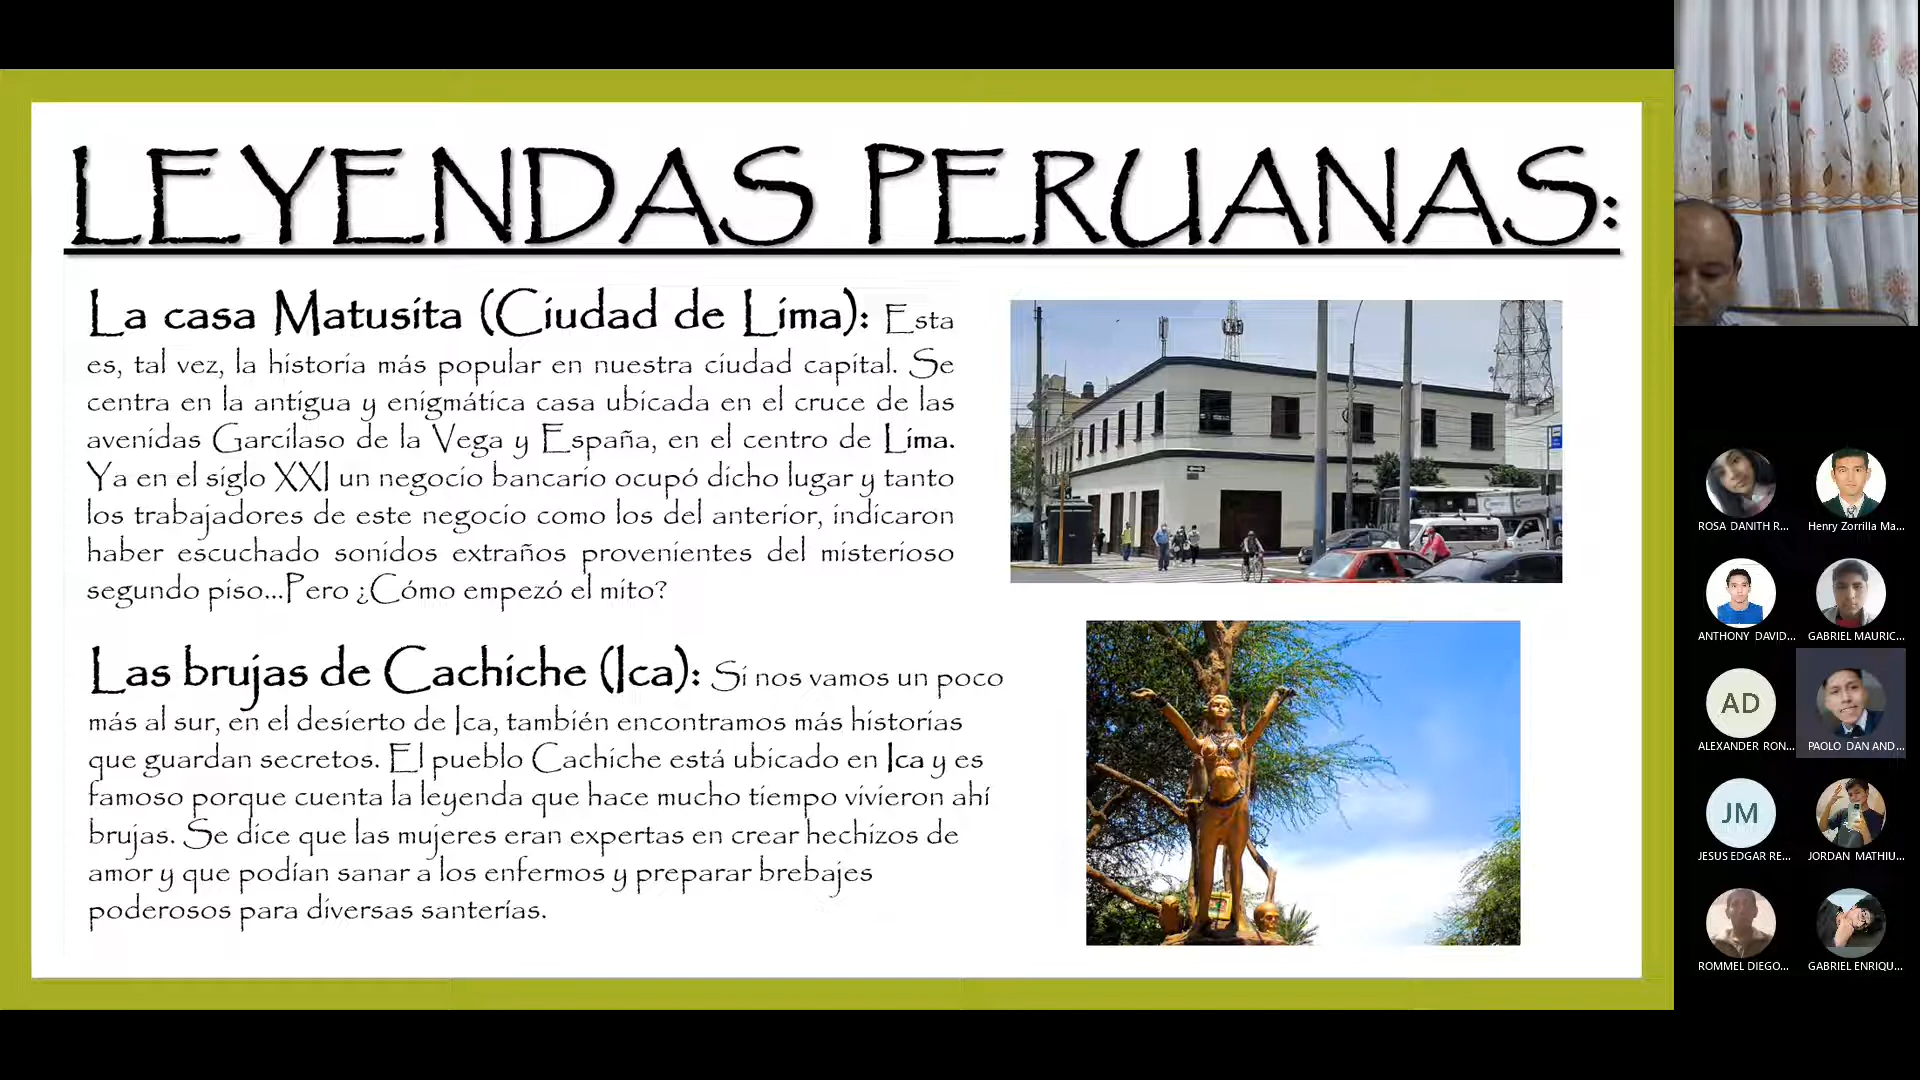 LEYENDAS PERUANAS:
La casa Matusita (Ciudad de Lima): Esta
es, tal vez, la historia más popular en nuestra ciudad capital. Se
centra en la antigua y enigmática casa ubicada en el cruce de las
avenidas Garcilaso de la Vega y España, en el centro de Lima.
Ya en el siglo XXI un negocio bancario ocupó dicho lugar y tanto
los trabajadores de este negocio como los del anterior, indicaron
haber escuchado sonidos extraños provenientes del misterioso
segundo piso...Pero ¿Cómo empezó el mito?
Las brujas de Cachiche (Ica): Si nos vamos un poco
más al sur, en el desierto de Ica, también encontramos más historias
que guardan secretos. El pueblo Cachiche está ubicado en Ica y es
famoso porque cuenta la leyenda que hace mucho tiempo vivieron ahí
brujas. Se dice que las mujeres eran expertas en crear hechizos de
amor y que podían sanar a los enfermos y preparar brebajes
poderosos para diversas santerías.
ROSA DANITH R...
Henry Zorrilla Ma...
ANTHONY DAVID...
GABRIEL MAURIC...
AD
ALEXANDER RON...
PAOLO DAN AND...
JM
JESUS EDGAR RE...
JORDAN MATHIU...
ROMMEL DIEGO...
GABRIEL ENRIQU...